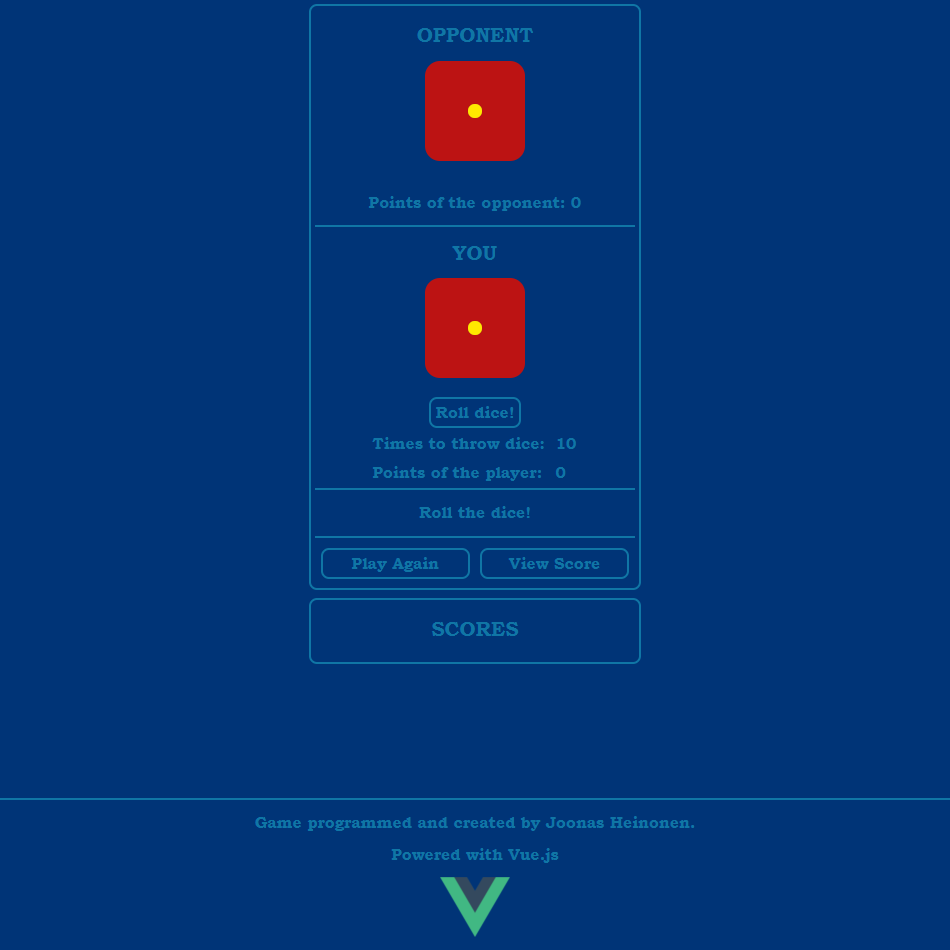 OPPONENT
Points of the opponent: 0
YOU
Roll dice!
Times to throw dice: 10
Points of the player: 0
Roll the dice!
Play Again
View Score
SCORES
Game programmed and created by Joonas Heinonen.
Powered with Vue.js